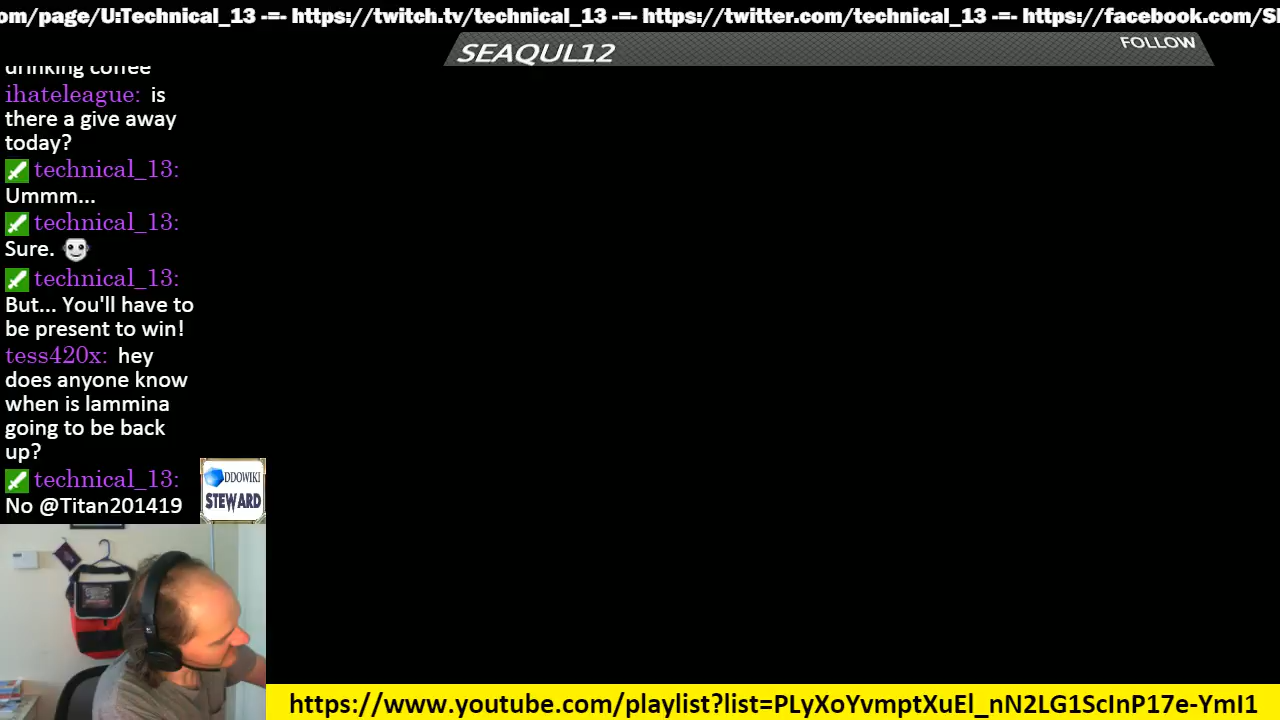 om/page/U:Technical_13 -=- https://twitch.tv/technical_13 -=- https://twitter.com/technical_13 -=- https://facebook.com/S
SEAQUL12
FOLLOW
drinking coffee
ihateleague: is
there a give away
today?
technical_13:
Ummm...
technical_13:
Sure.
technical_13:
But... You'll have to
be present to win!
tess420x: hey
does anyone know
when is lammina
going to be back
up?
technical_13:
No @Titan201419
DDOWIKI
STEWARD
https://www.youtube.com/playlist?list=PLyXoYvmptXuEl_nN2LG1ScInP17e-YmI1